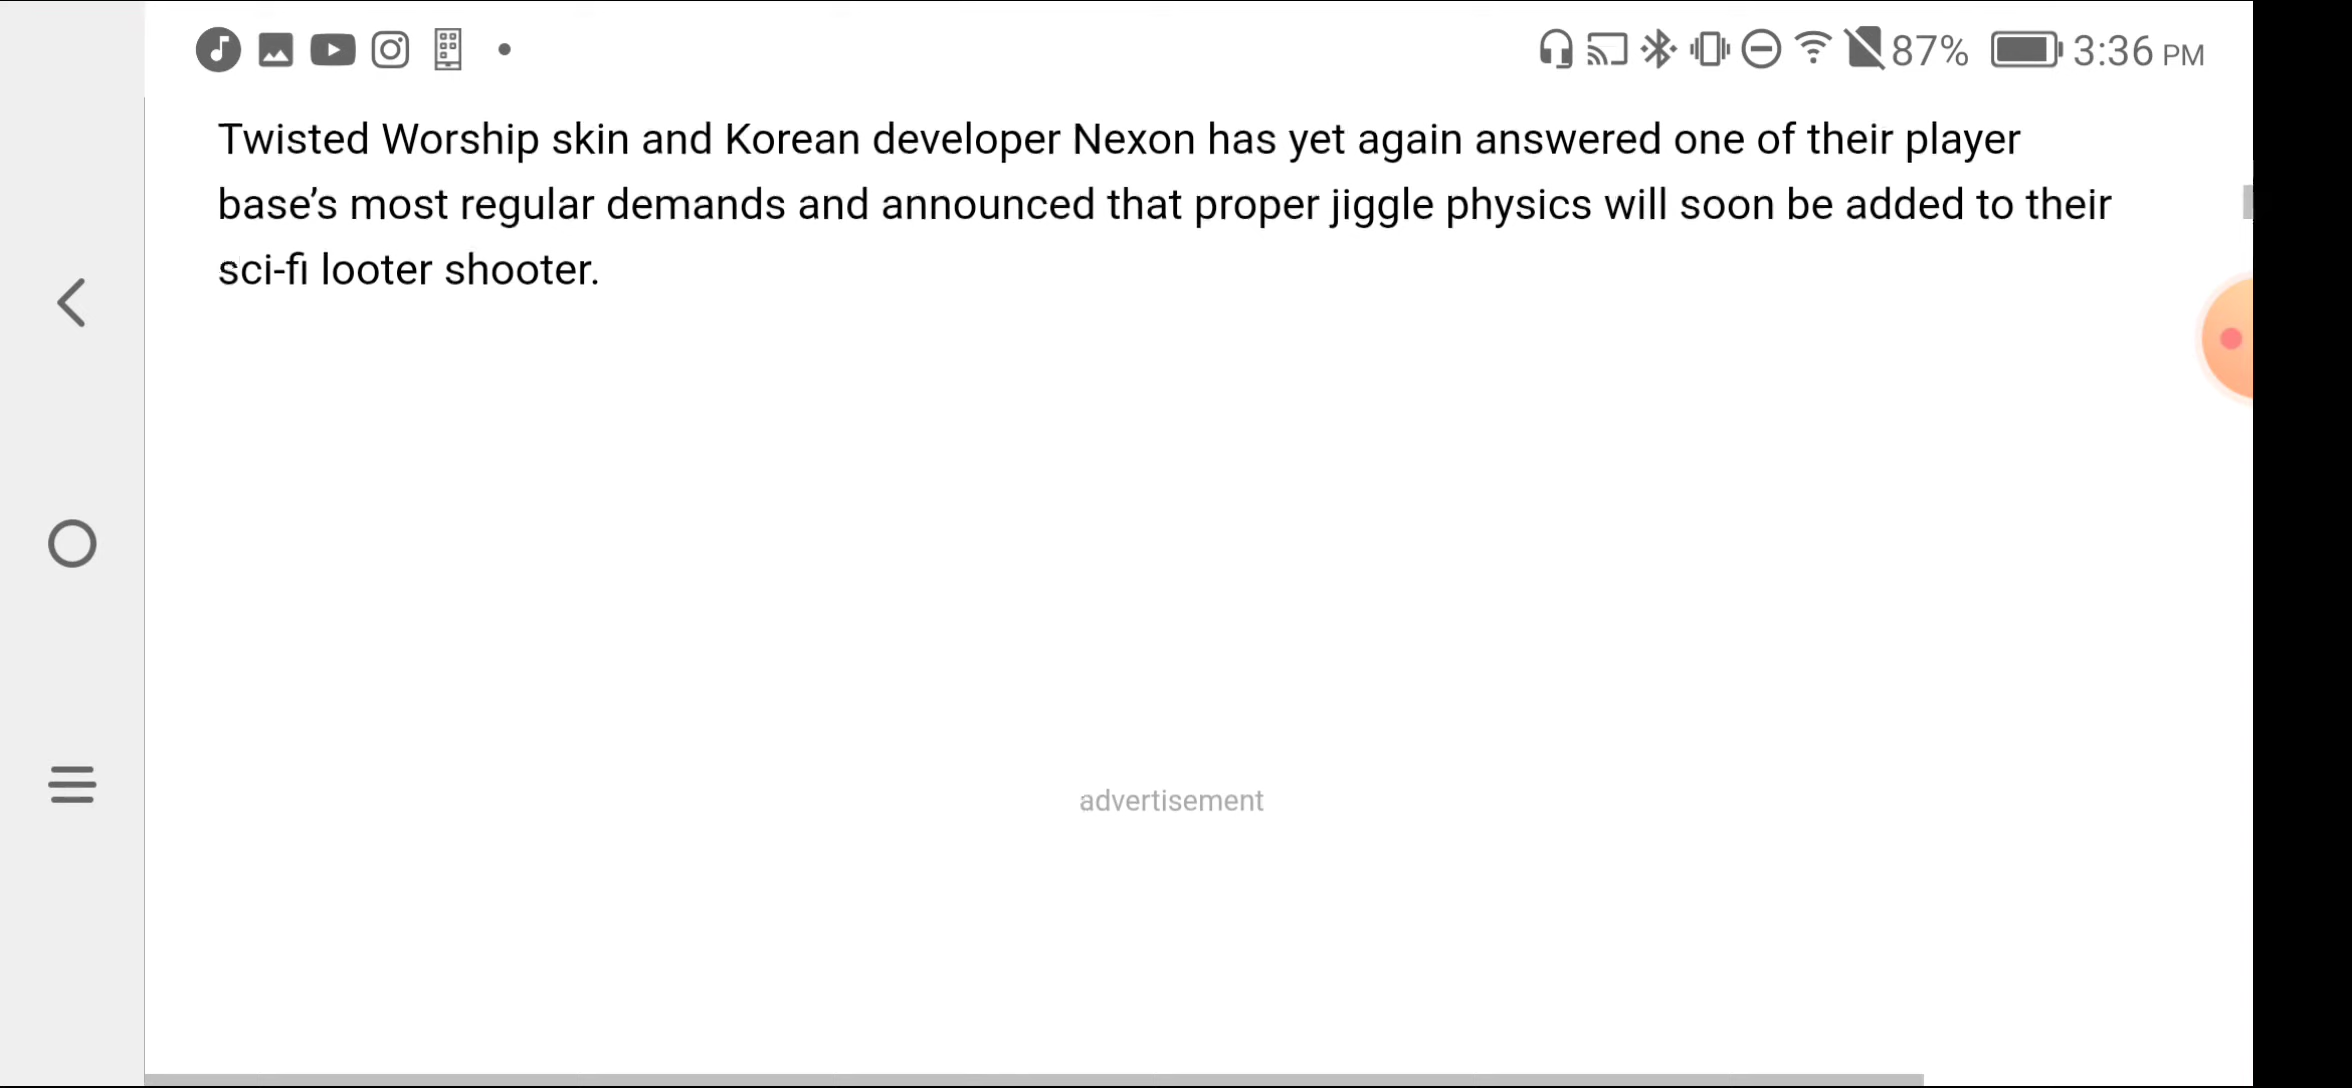 87% 3:36 PM
Twisted Worship skin and Korean developer Nexon has yet again answered one of their player
base’s most regular demands and announced that proper jiggle physics will soon be added to their
sci-fi looter shooter.
advertisement